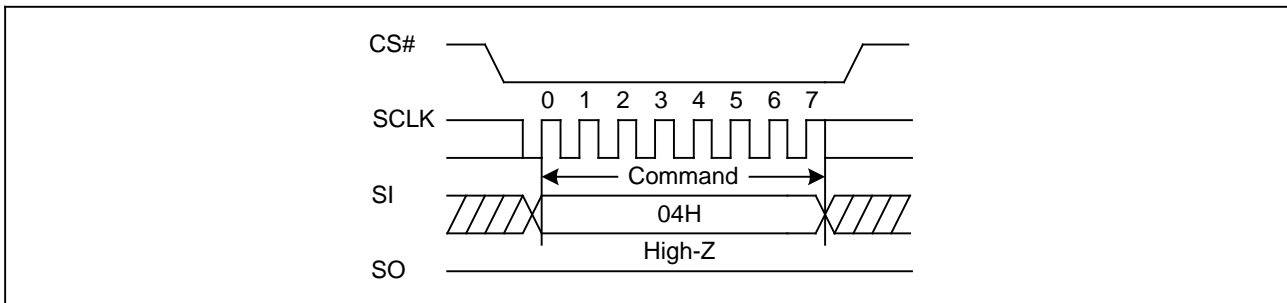 CS#
0 1 2 3 4 5 6 7
SCLK
Command
SI
04H
High-Z
SO